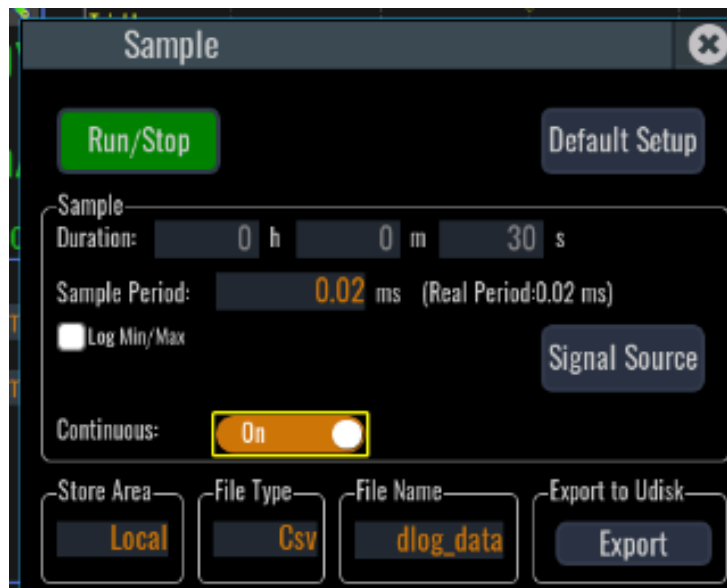 Sample
Run/Stop
Default Setup
Sample
Duration: 0 h 0 m 30 s
Sample Period: 0.02 ms (Real Period:0.02 ms)
Log Min/Max
Signal Source
Continuous: On
Store Area File Type File Name Export to Udisk
Local Csv dlog_data Export